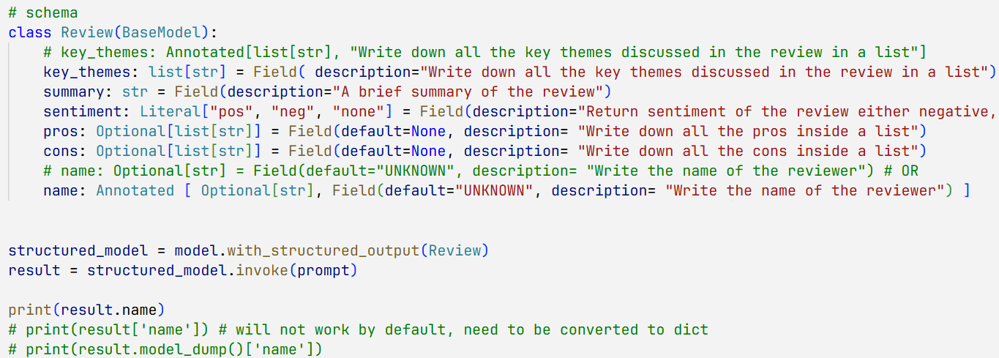 # schema
class Review(BaseModel):
    # key_themes: Annotated[list[str], "Write down all the key themes discussed in the review in a list"]
    key_themes: list[str] = Field( description="Write down all the key themes discussed in the review in a list")
    summary: str = Field(description="A brief summary of the review")
    sentiment: Literal["pos", "neg", "none"] = Field(description="Return sentiment of the review either negative,
    pros: Optional[list[str]] = Field(default=None, description= "Write down all the pros inside a list")
    cons: Optional[list[str]] = Field(default=None, description= "Write down all the cons inside a list")
    # name: Optional[str] = Field(default="UNKNOWN", description= "Write the name of the reviewer") # OR
    name: Annotated [ Optional[str], Field(default="UNKNOWN", description= "Write the name of the reviewer") ]
structured_model = model.with_structured_output(Review)
result = structured_model.invoke(prompt)
print(result.name)
# print(result['name']) # will not work by default, need to be converted to dict
# print(result.model_dump()['name'])